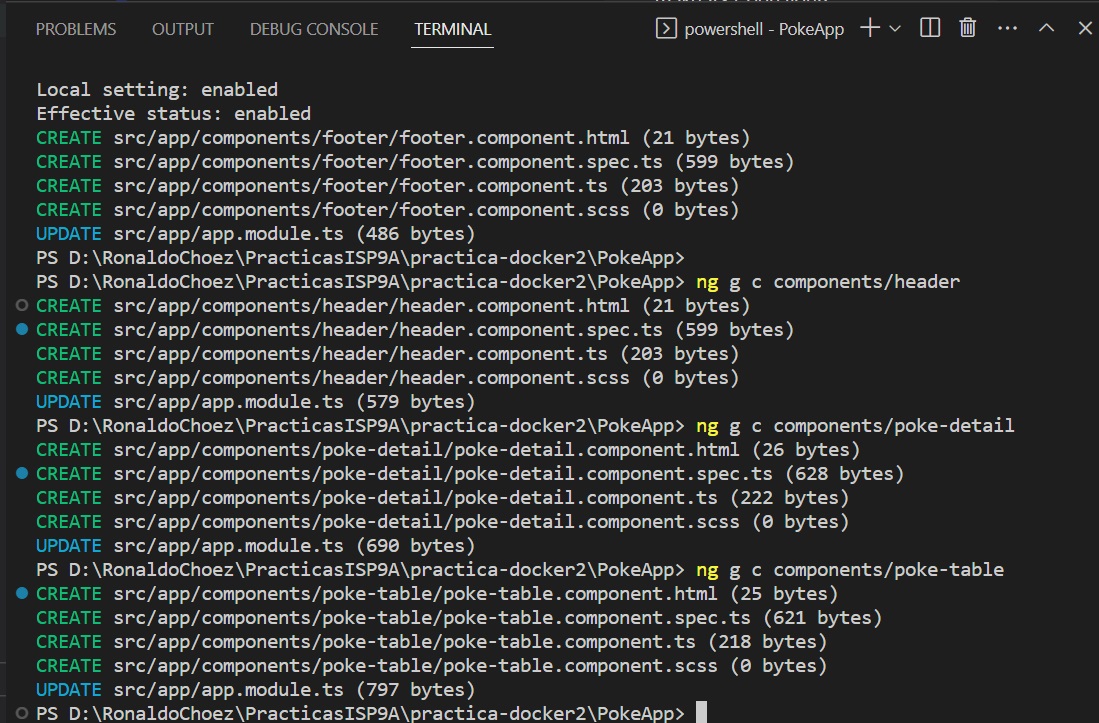 PROBLEMS OUTPUT DEBUG CONSOLE TERMINAL powershell - PokeApp
Local setting: enabled
Effective status: enabled
CREATE src/app/components/footer/footer.component.html (21 bytes)
CREATE src/app/components/footer/footer.component.spec.ts (599 bytes)
CREATE src/app/components/footer/footer.component.ts (203 bytes)
CREATE src/app/components/footer/footer.component.scss (0 bytes)
UPDATE src/app/app.module.ts (486 bytes)
PS D:\RonaldoChoez\PracticasISP9A\practica-docker2\PokeApp>
PS D:\RonaldoChoez\PracticasISP9A\practica-docker2\PokeApp> ng g c components/header
CREATE src/app/components/header/header.component.html (21 bytes)
CREATE src/app/components/header/header.component.spec.ts (599 bytes)
CREATE src/app/components/header/header.component.ts (203 bytes)
CREATE src/app/components/header/header.component.scss (0 bytes)
UPDATE src/app/app.module.ts (579 bytes)
PS D:\RonaldoChoez\PracticasISP9A\practica-docker2\PokeApp> ng g c components/poke-detail
CREATE src/app/components/poke-detail/poke-detail.component.html (26 bytes)
CREATE src/app/components/poke-detail/poke-detail.component.spec.ts (628 bytes)
CREATE src/app/components/poke-detail/poke-detail.component.ts (222 bytes)
CREATE src/app/components/poke-detail/poke-detail.component.scss (0 bytes)
UPDATE src/app/app.module.ts (690 bytes)
PS D:\RonaldoChoez\PracticasISP9A\practica-docker2\PokeApp> ng g c components/poke-table
CREATE src/app/components/poke-table/poke-table.component.html (25 bytes)
CREATE src/app/components/poke-table/poke-table.component.spec.ts (621 bytes)
CREATE src/app/components/poke-table/poke-table.component.ts (218 bytes)
CREATE src/app/components/poke-table/poke-table.component.scss (0 bytes)
UPDATE src/app/app.module.ts (797 bytes)
PS D:\RonaldoChoez\PracticasISP9A\practica-docker2\PokeApp>